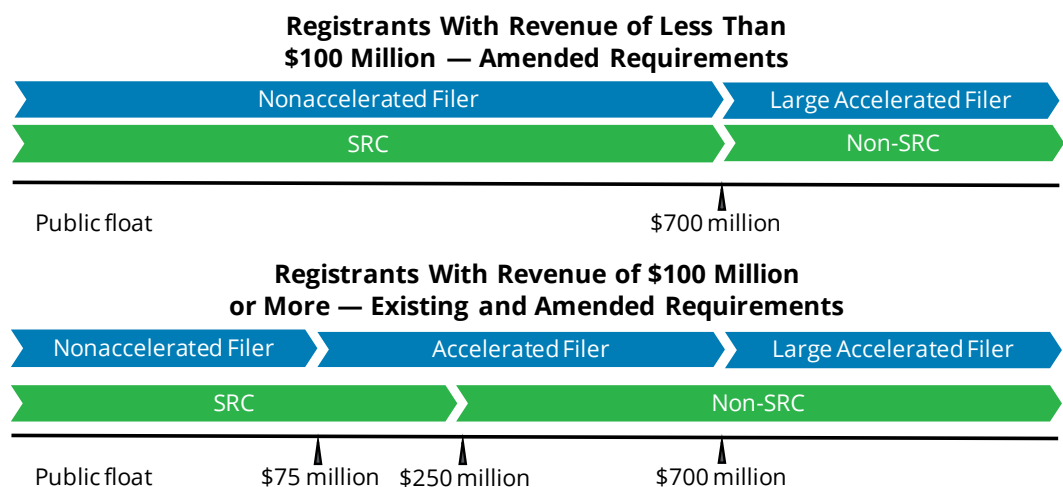 Registrants With Revenue of Less Than
$100 Million — Amended Requirements
Nonaccelerated Filer
Large Accelerated Filer
SRC
Non-SRC
Public float
$700 million
Registrants With Revenue of $100 Million
or More — Existing and Amended Requirements
Nonaccelerated Filer
Accelerated Filer
Large Accelerated Filer
SRC
Non-SRC
Public float
$75 million
$250 million
$700 million